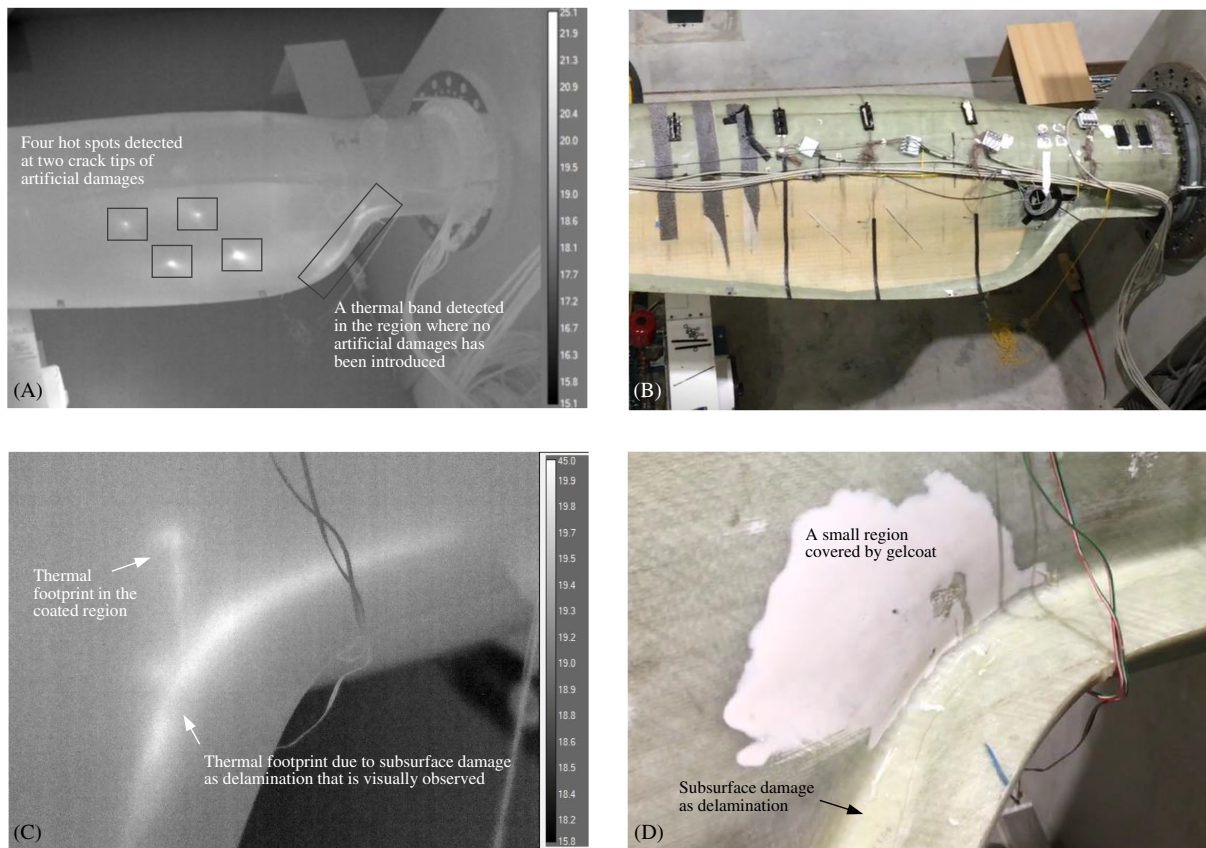 25.1
21.9
21.3
20.4
20.0
19.5
19.0
18.6
18.1
17.7
17.2
16.7
16.3
15.8
15.1
Four hot spots detected
at two crack tips of
artificial damages
A thermal band detected
in the region where no
artificial damages has
been introduced
(A)
(B)
45.0
19.9
19.8
19.7
19.5
19.4
19.3
19.2
19.0
18.9
18.8
18.6
18.5
18.4
15.8
Thermal
footprint in the
coated region
Thermal footprint due to subsurface damage
as delamination that is visually observed
(C)
A small region
covered by gelcoat
Subsurface damage
as delamination
(D)